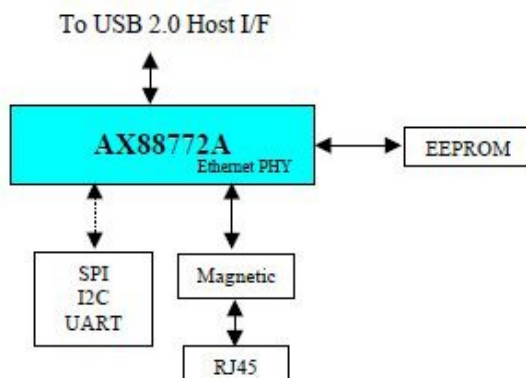 To USB 2.0 Host I/F
AX88772A
Ethernet PHY
EEPROM
SPI
I2C
UART
Magnetic
RJ45